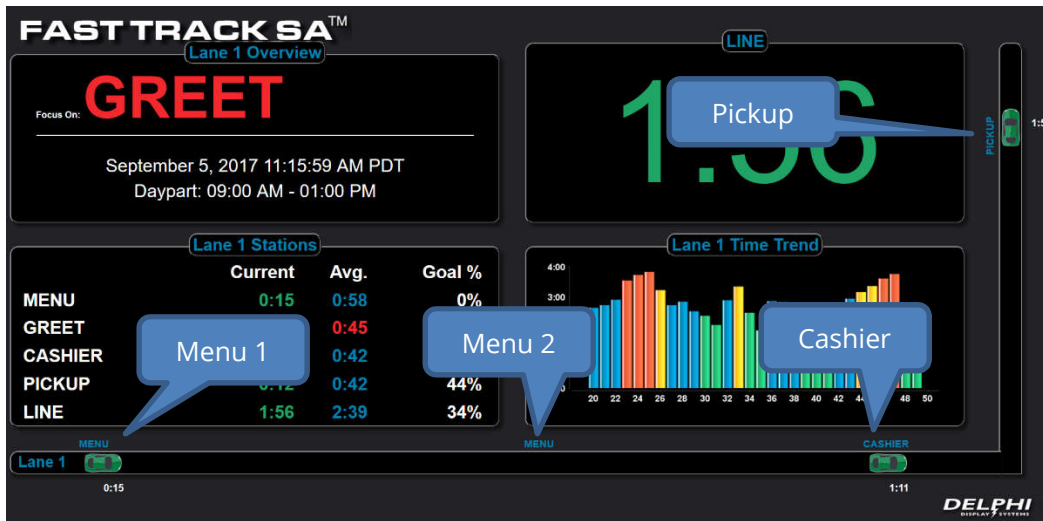 FAST TRACK SA™
Lane 1 Overview
Focus On: GREET
September 5, 2017 11:15:59 AM PDT
Daypart: 09:00 AM - 01:00 PM
LINE
Pickup
PICKUP
Lane 1 Stations
Current Avg. Goal %
MENU 0:15 0:58 0%
GREET 0:45
CASHIER 0:42
PICKUP 0:42 44%
LINE 1:56 2:39 34%
Menu 1
Menu 2
Lane 1 Time Trend
4:00
3:00
Cashier
20 22 24 26 28 30 32 34 36 38 40 42 48 50
MENU MENU CASHIER
Lane 1
0:15 1:11
DELPHI
DISPLAY SYSTEMS